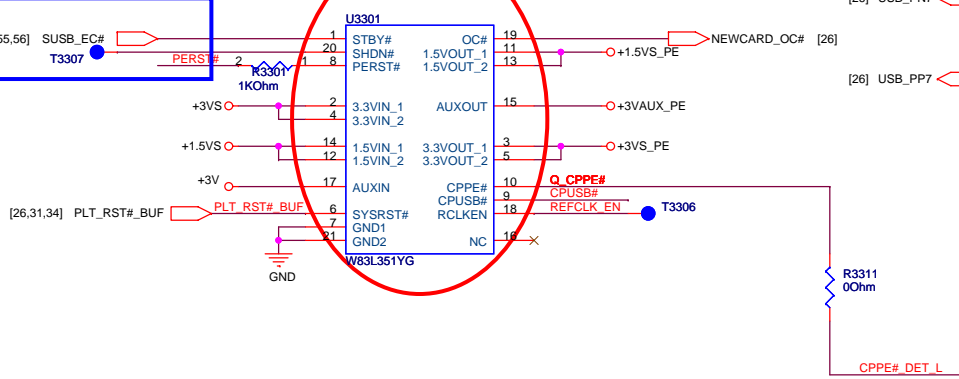 [26] USB_PN7
U3301
55,56] SUSB_EC#
1 STBY# OC# 19 NEWCARD_OC# [26]
T3307
20 SHDN# 1.5VOUT_1 11 +1.5VS_PE
PERST# 2 R3301 1 8 PERST# 1.5VOUT_2 13
1KOhm
[26] USB_PP7
+3VS 2 3.3VIN_1 AUXOUT 15 +3VAUX_PE
4 3.3VIN_2
+1.5VS 14 1.5VIN_1 3.3VOUT_1 3 +3VS_PE
12 1.5VIN_2 3.3VOUT_2 5
+3V 17 AUXIN CPPE# 10 Q_CPPE#
CPUSB# 9 CPUSB#
[26,31,34] PLT_RST#_BUF PLT_RST#_BUF 6 SYSRST# RCLKEN 18 REFCLK_EN T3306
7 GND1
21 GND2 NC 16
W83L351YG
GND
R3311
0Ohm
CPPE#_DET_L